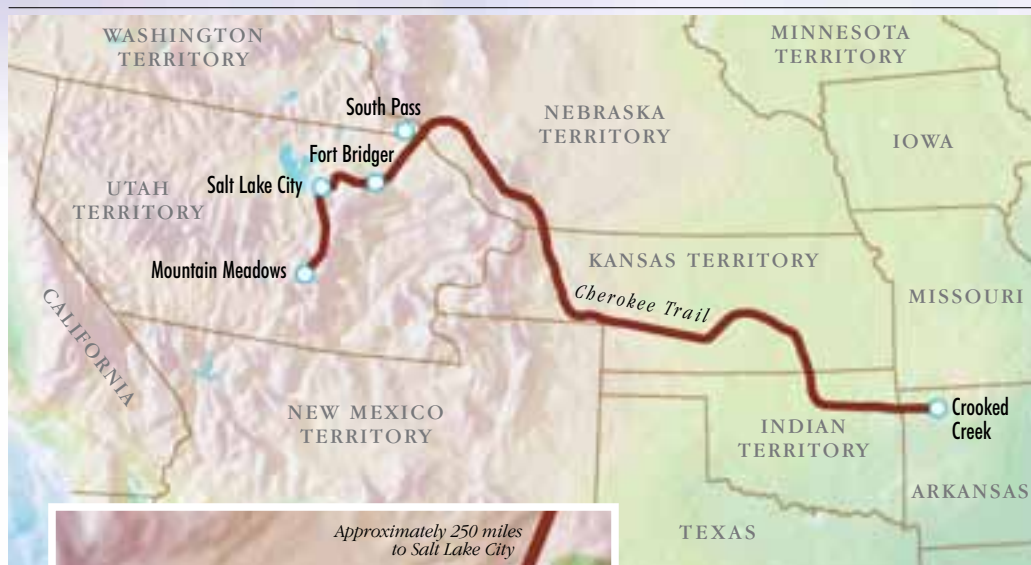 WASHINGTON
TERRITORY
MINNESOTA
TERRITORY
South Pass
NEBRASKA
TERRITORY
IOWA
Fort Bridger
Salt Lake City
UTAH
TERRITORY
Mountain Meadows
KANSAS TERRITORY
Cherokee Trail
MISSOURI
CALIFORNIA
NEW MEXICO
TERRITORY
INDIAN
TERRITORY
Crooked
Creek
ARKANSAS
TEXAS
Approximately 250 miles
to Salt Lake City